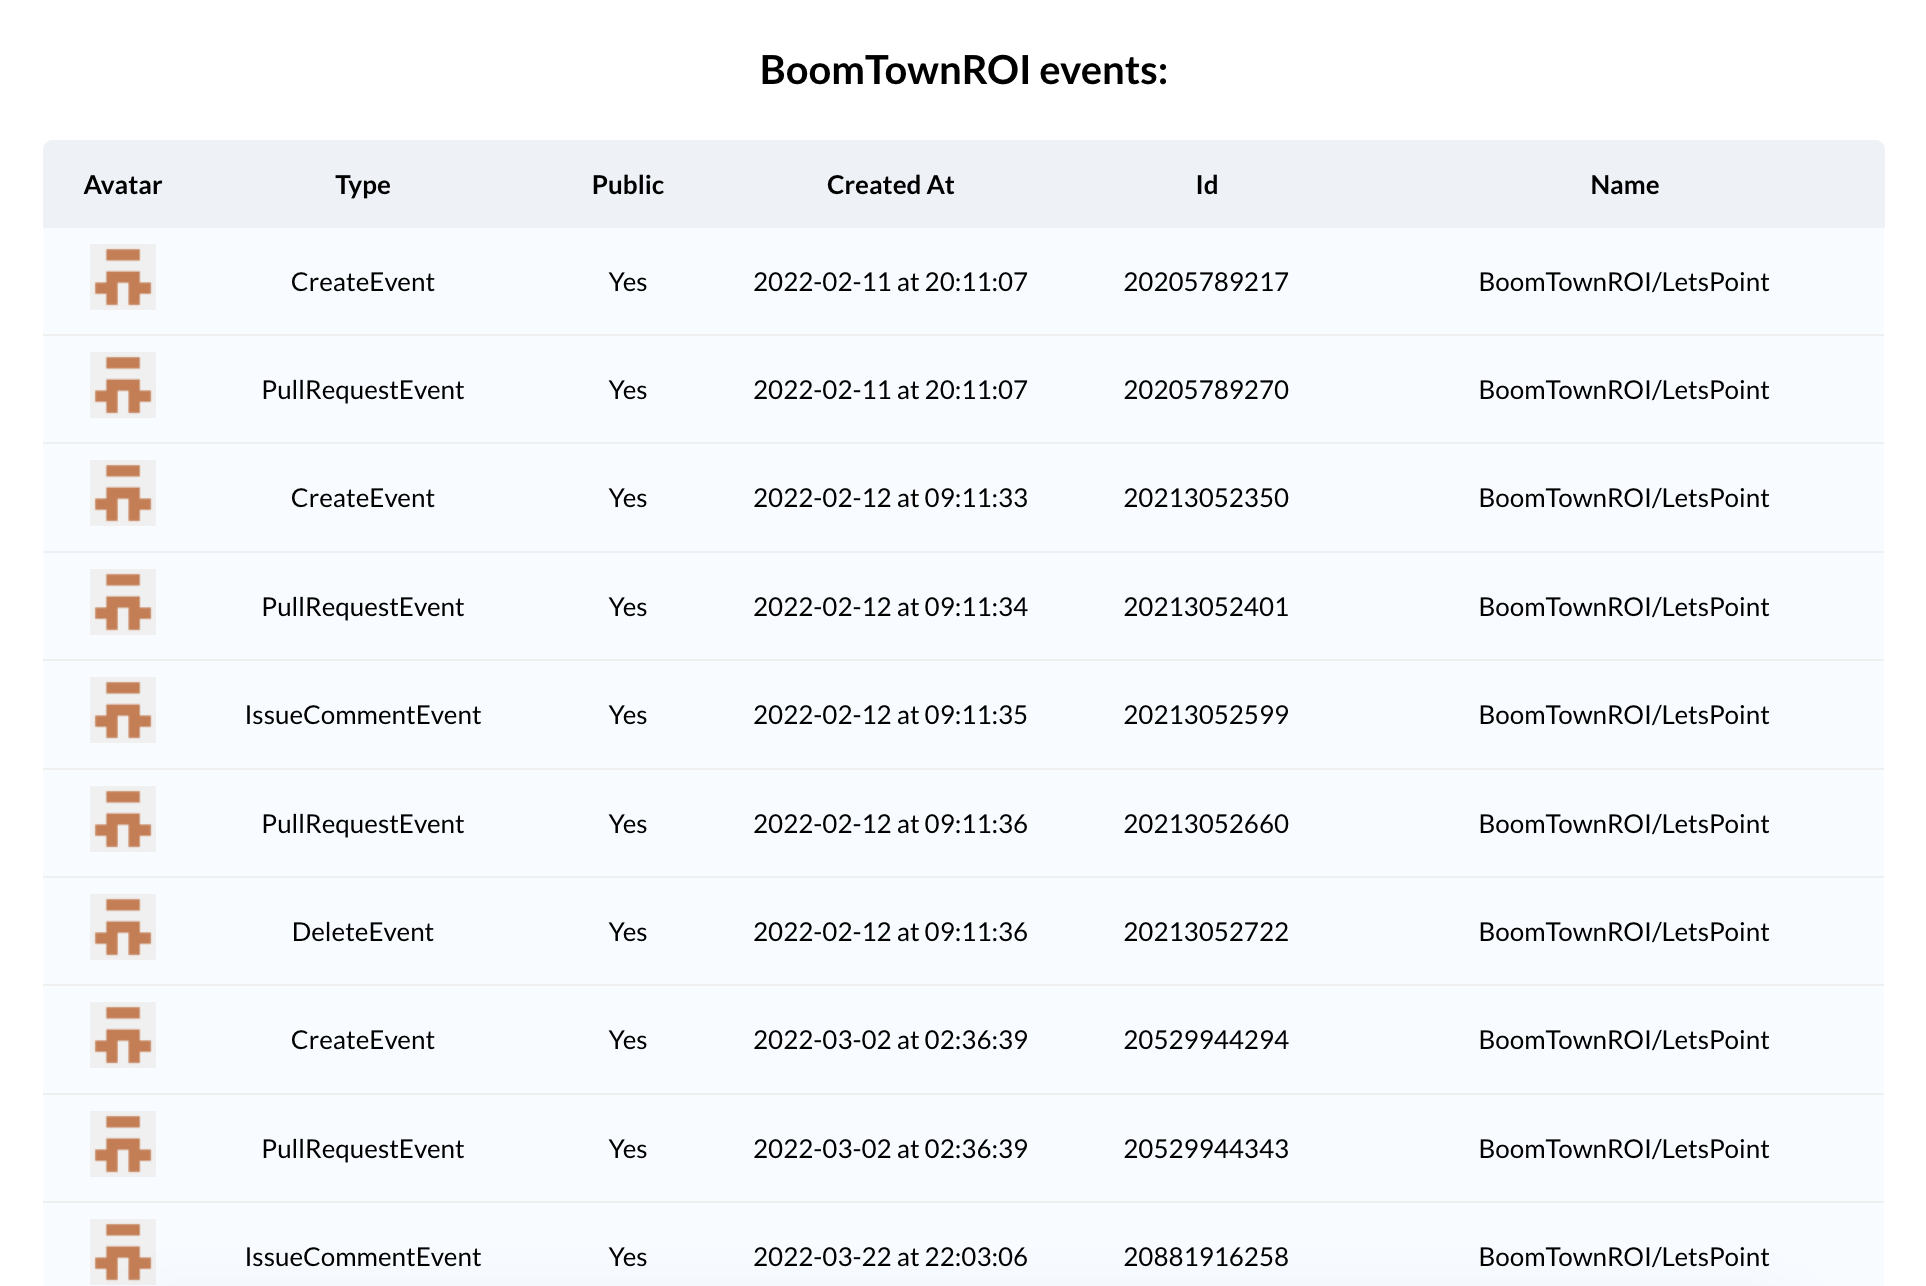 BoomTownROI events:
Avatar Type Public Created At Id Name
CreateEvent Yes 2022-02-11 at 20:11:07 20205789217 BoomTownROI/LetsPoint
PullRequestEvent Yes 2022-02-11 at 20:11:07 20205789270 BoomTownROI/LetsPoint
CreateEvent Yes 2022-02-12 at 09:11:33 20213052350 BoomTownROI/LetsPoint
PullRequestEvent Yes 2022-02-12 at 09:11:34 20213052401 BoomTownROI/LetsPoint
IssueCommentEvent Yes 2022-02-12 at 09:11:35 20213052599 BoomTownROI/LetsPoint
PullRequestEvent Yes 2022-02-12 at 09:11:36 20213052660 BoomTownROI/LetsPoint
DeleteEvent Yes 2022-02-12 at 09:11:36 20213052722 BoomTownROI/LetsPoint
CreateEvent Yes 2022-03-02 at 02:36:39 20529944294 BoomTownROI/LetsPoint
PullRequestEvent Yes 2022-03-02 at 02:36:39 20529944343 BoomTownROI/LetsPoint
IssueCommentEvent Yes 2022-03-22 at 22:03:06 20881916258 BoomTownROI/LetsPoint